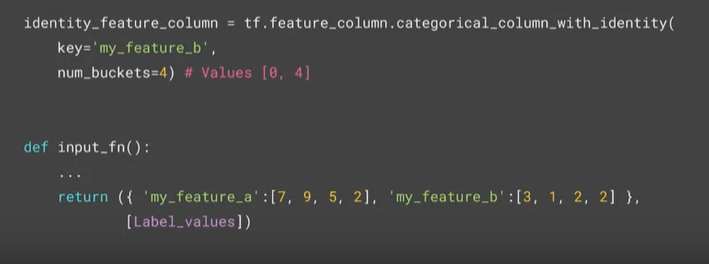 identity_feature_column = tf.feature_column.categorical_column_with_identity(
    key='my_feature_b',
    num_buckets=4) # Values [0, 4]
def input_fn():
    ...
    return ({ 'my_feature_a':[7, 9, 5, 2], 'my_feature_b':[3, 1, 2, 2] },
            [Label_values])